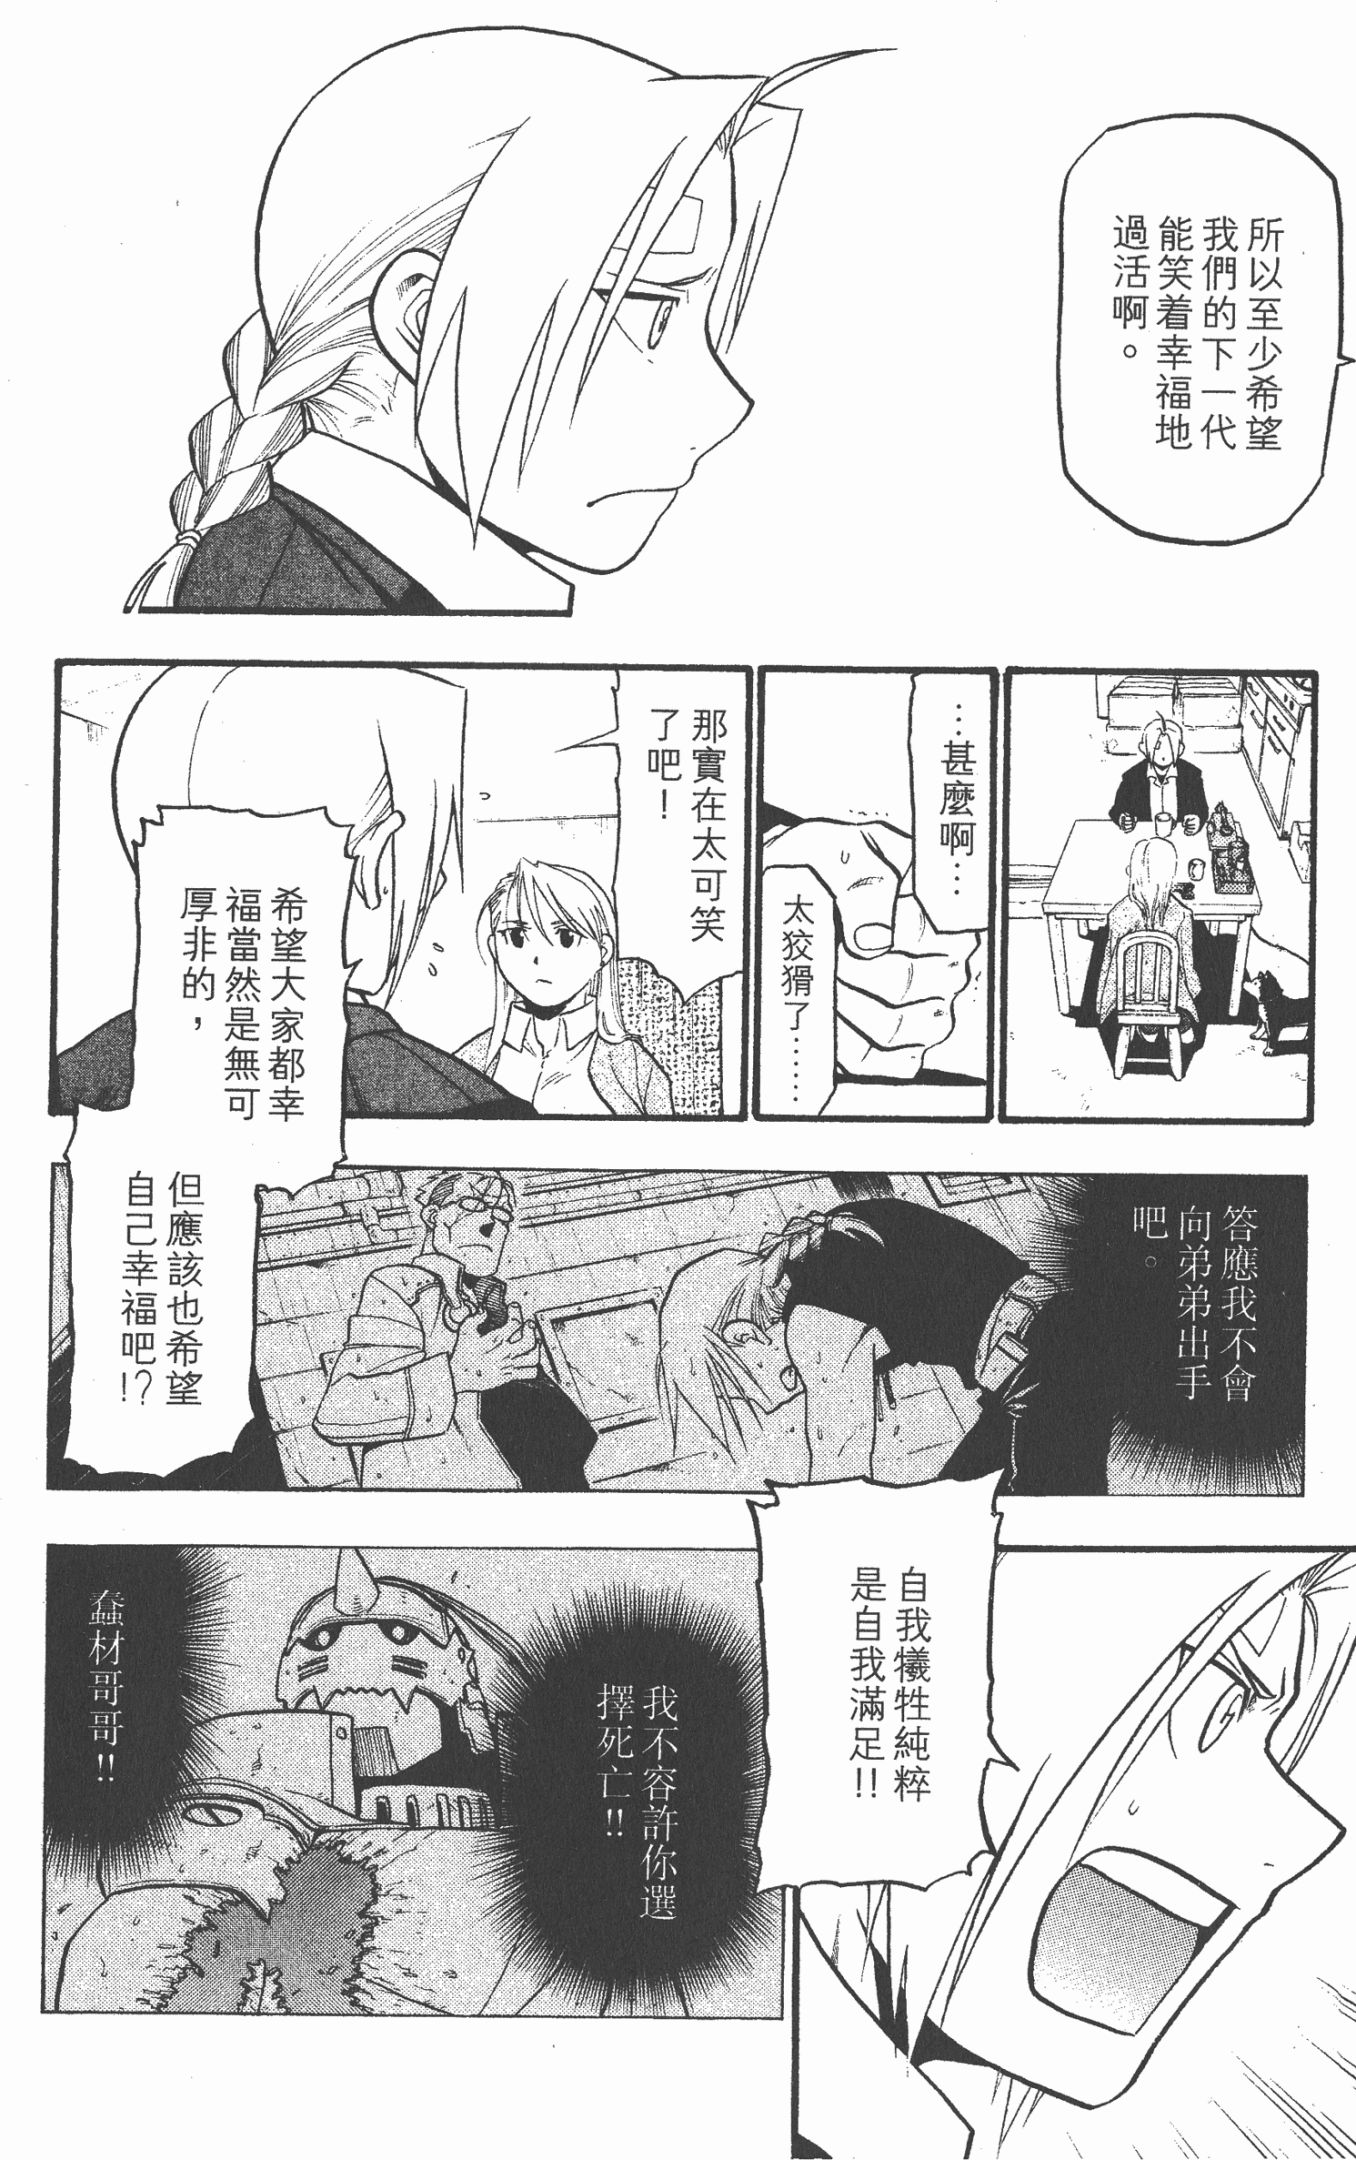 所以至少希望
我們的下一代
能笑着幸福地
過活啊。
…甚麼啊…
太狡猾了……
那實在太可笑
了吧！
希望大家都幸
福當然是無可
厚非的，
但應該也希望
自己幸福吧!?
答應我不會
向弟弟出手
吧。
自我犧牲純粹
是自我滿足!!
我不容許你選
擇死亡!!
蠢材哥哥!!